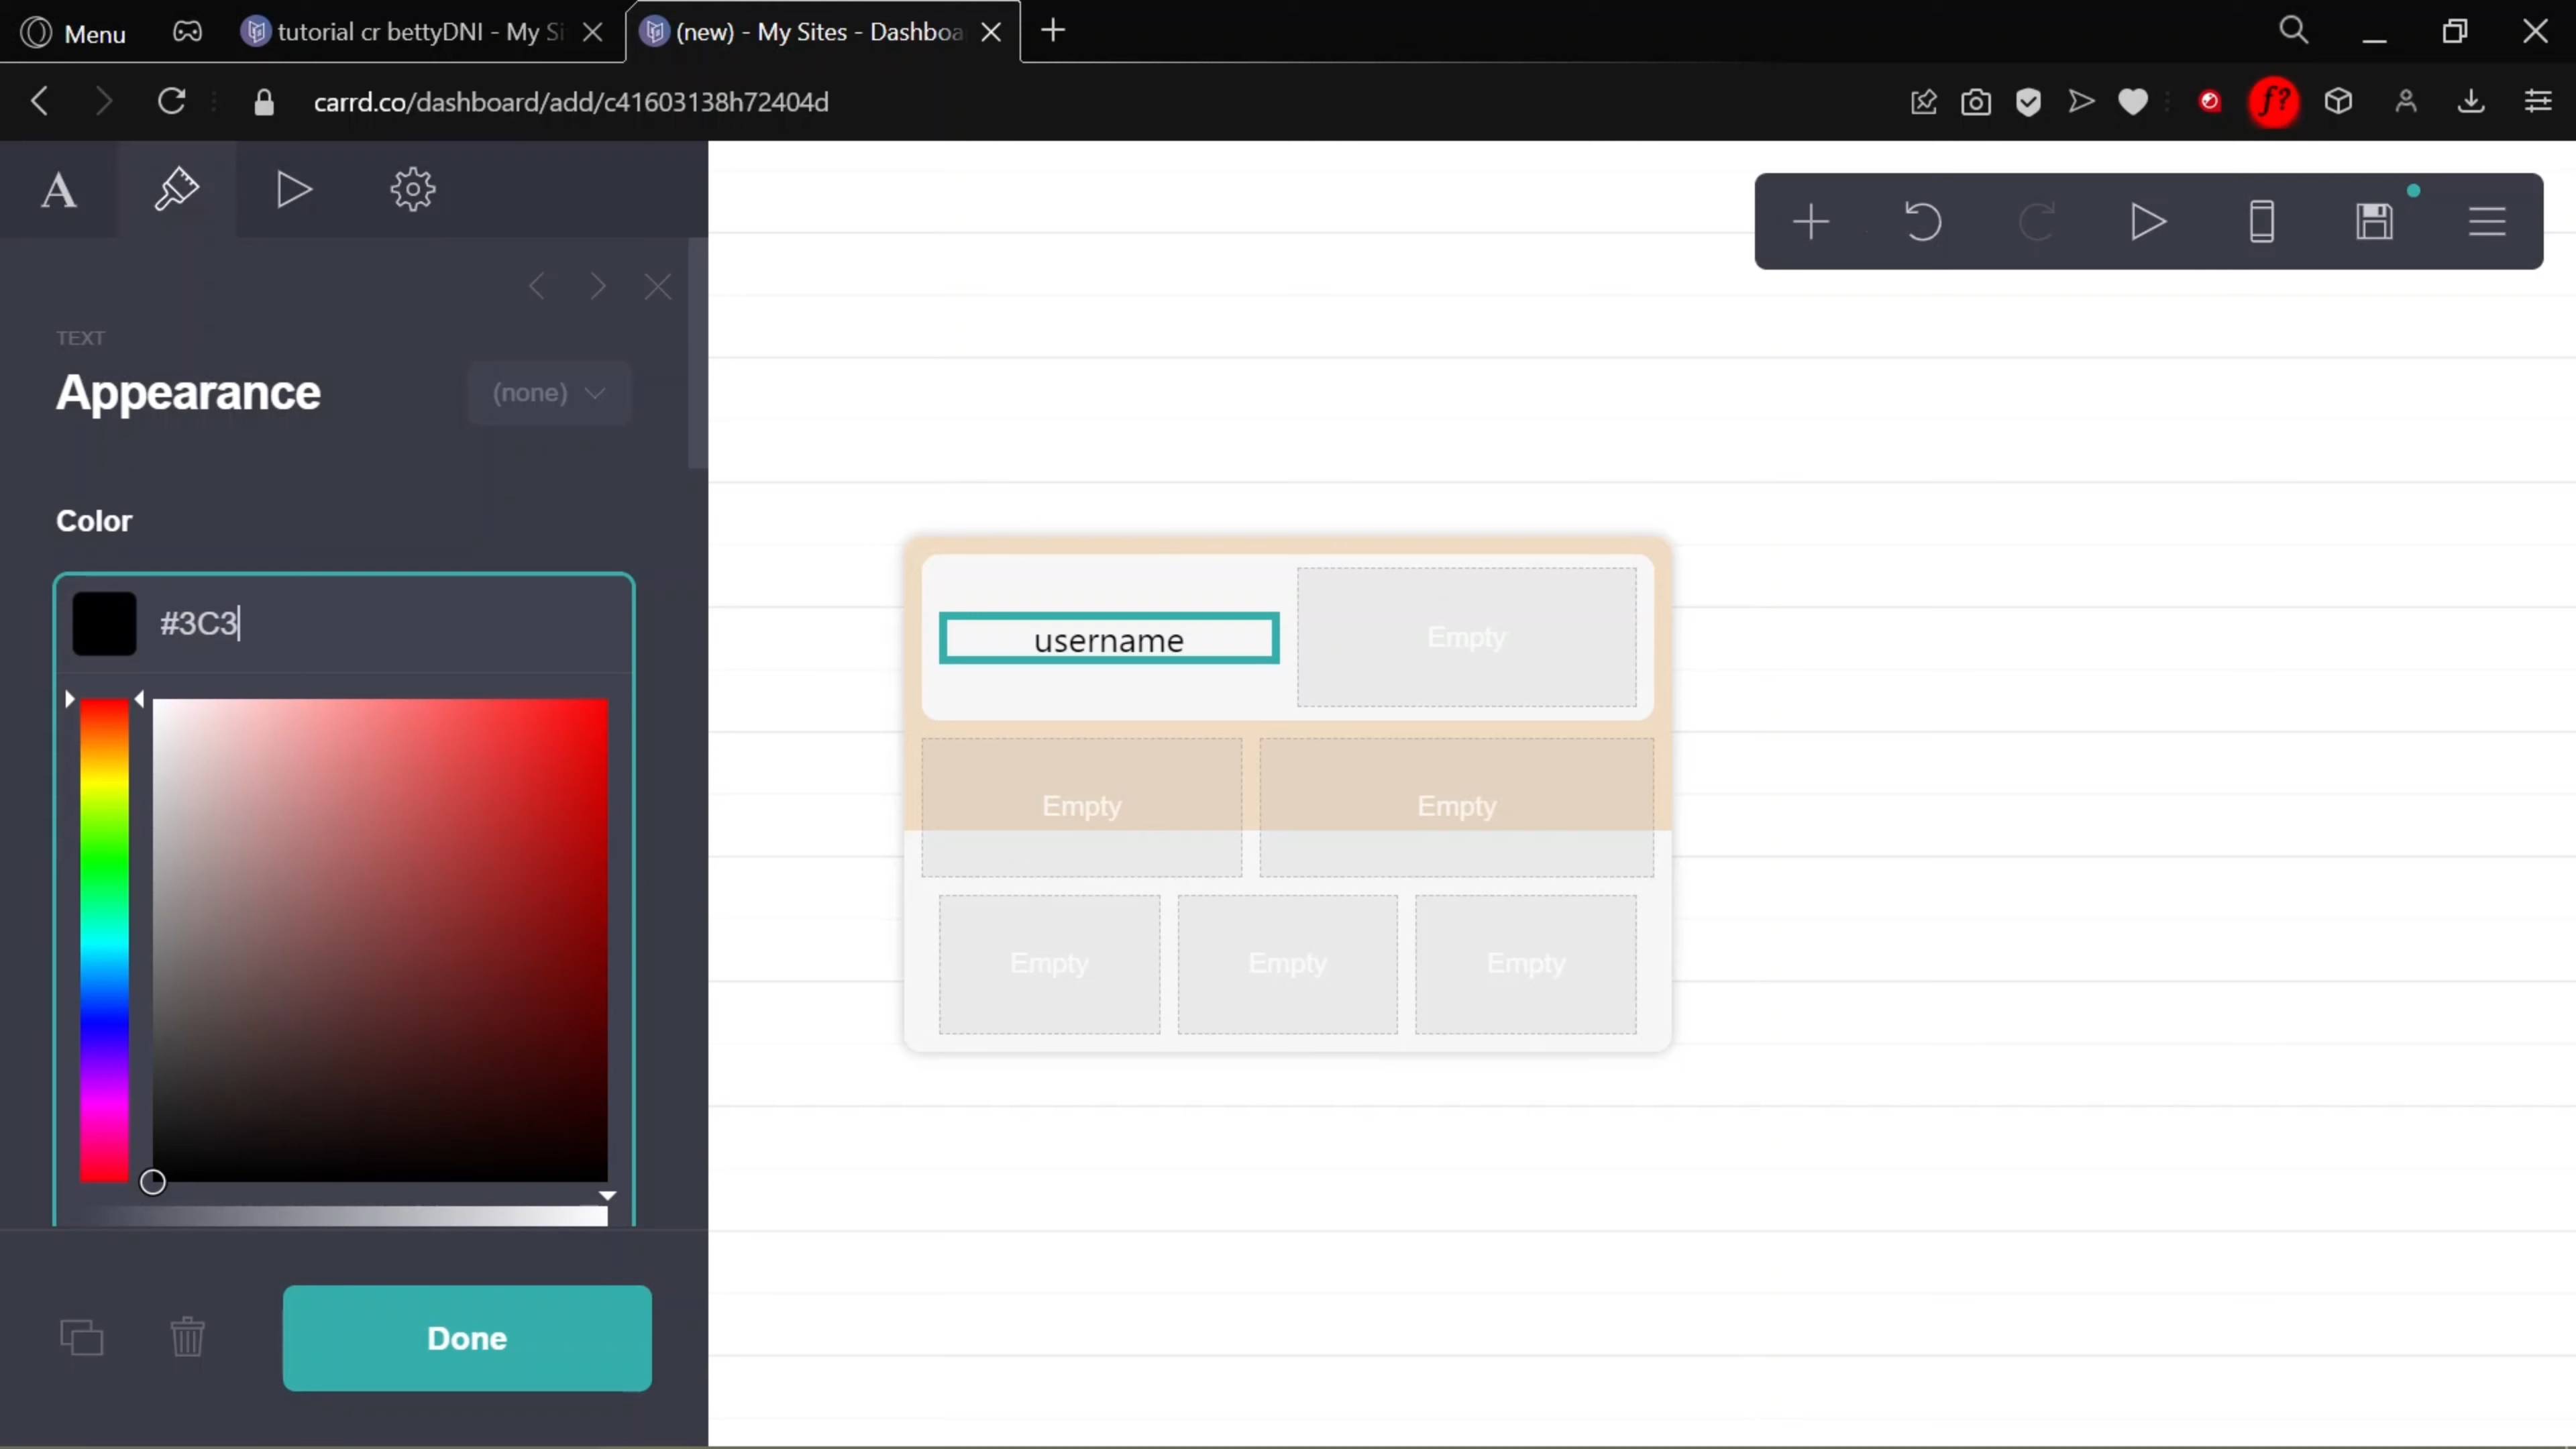 Menu
tutorial cr bettyDNI - My Si
(new) - My Sites - Dashboa
carrd.co/dashboard/add/c41603138h72404d
f?
A
TEXT
Appearance
(none)
Color
#3C3
username
Empty
Empty
Empty
Empty
Empty
Empty
Done